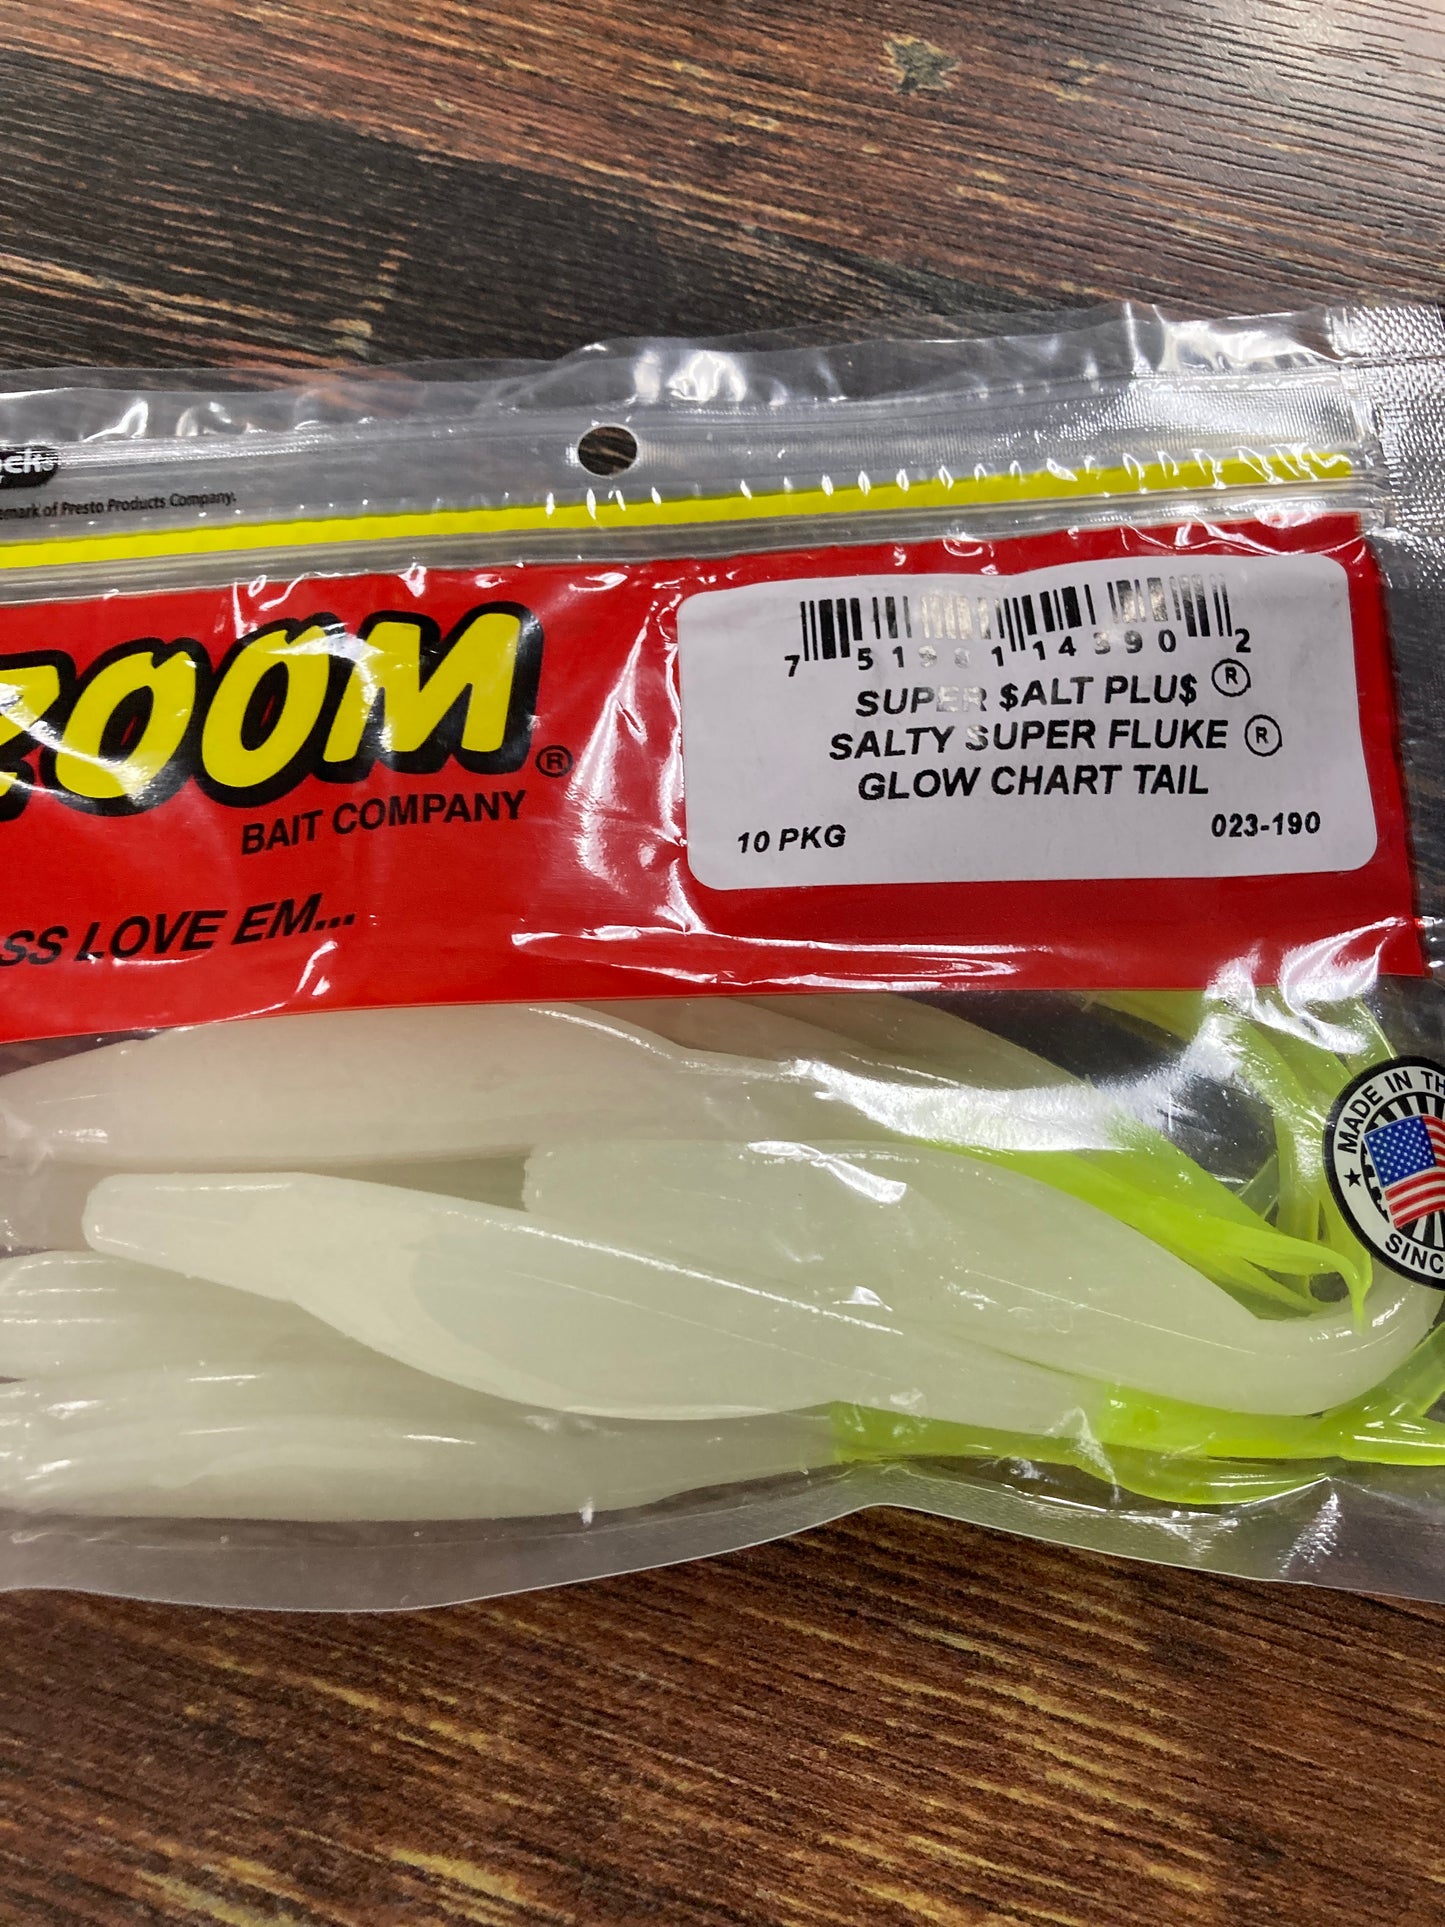 emark of Presto Products Company.
ZOOM®
BAIT COMPANY
SS LOVE EM...
7 51981 14390 2
SUPER $ALT PLU$ ®
SALTY SUPER FLUKE ®
GLOW CHART TAIL
10 PKG
023-190
MADE IN TH
SINC